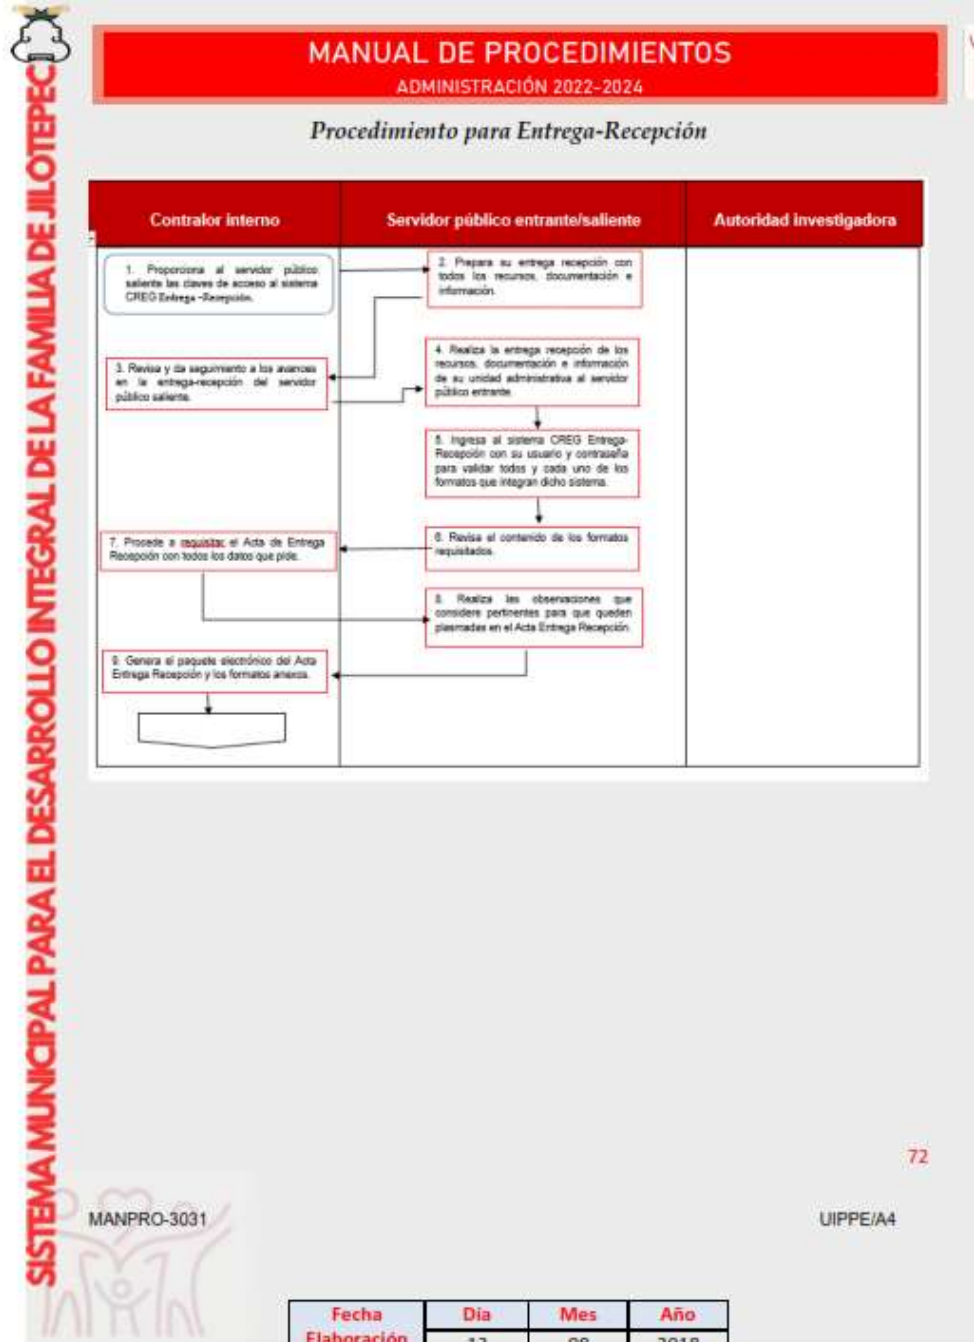 SISTEMA MUNICIPAL PARA EL DESARROLLO INTEGRAL DE LA FAMILIA DE JILOTEPEC
MANUAL DE PROCEDIMIENTOS
ADMINISTRACIÓN 2022-2024
Procedimiento para Entrega-Recepción
Contralor interno
Servidor público entrante/saliente
Autoridad investigadora
1. Proporciona al servidor público
saliente las claves de acceso al sistema
CREG Entrega -Recepción.
2. Prepara su entrega recepción con
todos los recursos, documentación e
información.
3. Revisa y da seguimiento a los avances
en la entrega-recepción del servidor
público saliente.
4. Realiza la entrega recepción de los
recursos, documentación e información
de su unidad administrativa al servidor
público entrante.
5. Ingresa al sistema CREG Entrega-
Recepción con su usuario y contraseña
para validar todos y cada uno de los
formatos que integran dicho sistema.
6. Revisa el contenido de los formatos
requisitados.
7. Procede a requisitar el Acta de Entrega
Recepción con todos los datos que pide.
8. Realiza las observaciones que
considere pertinentes para que queden
plasmadas en el Acta Entrega Recepción.
9. Genera el paquete electrónico del Acta
Entrega Recepción y los formatos anexos.
72
MANPRO-3031
UIPPE/A4
Fecha Día Mes Año
Elaboración